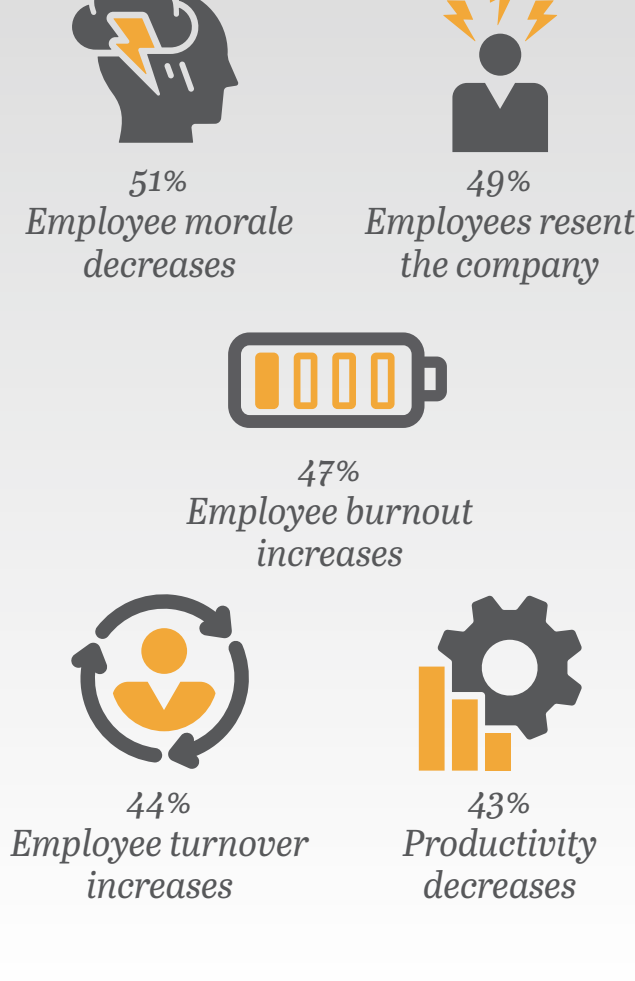 51%
Employee morale
decreases
49%
Employees resent
the company
47%
Employee burnout
increases
44%
Employee turnover
increases
43%
Productivity
decreases